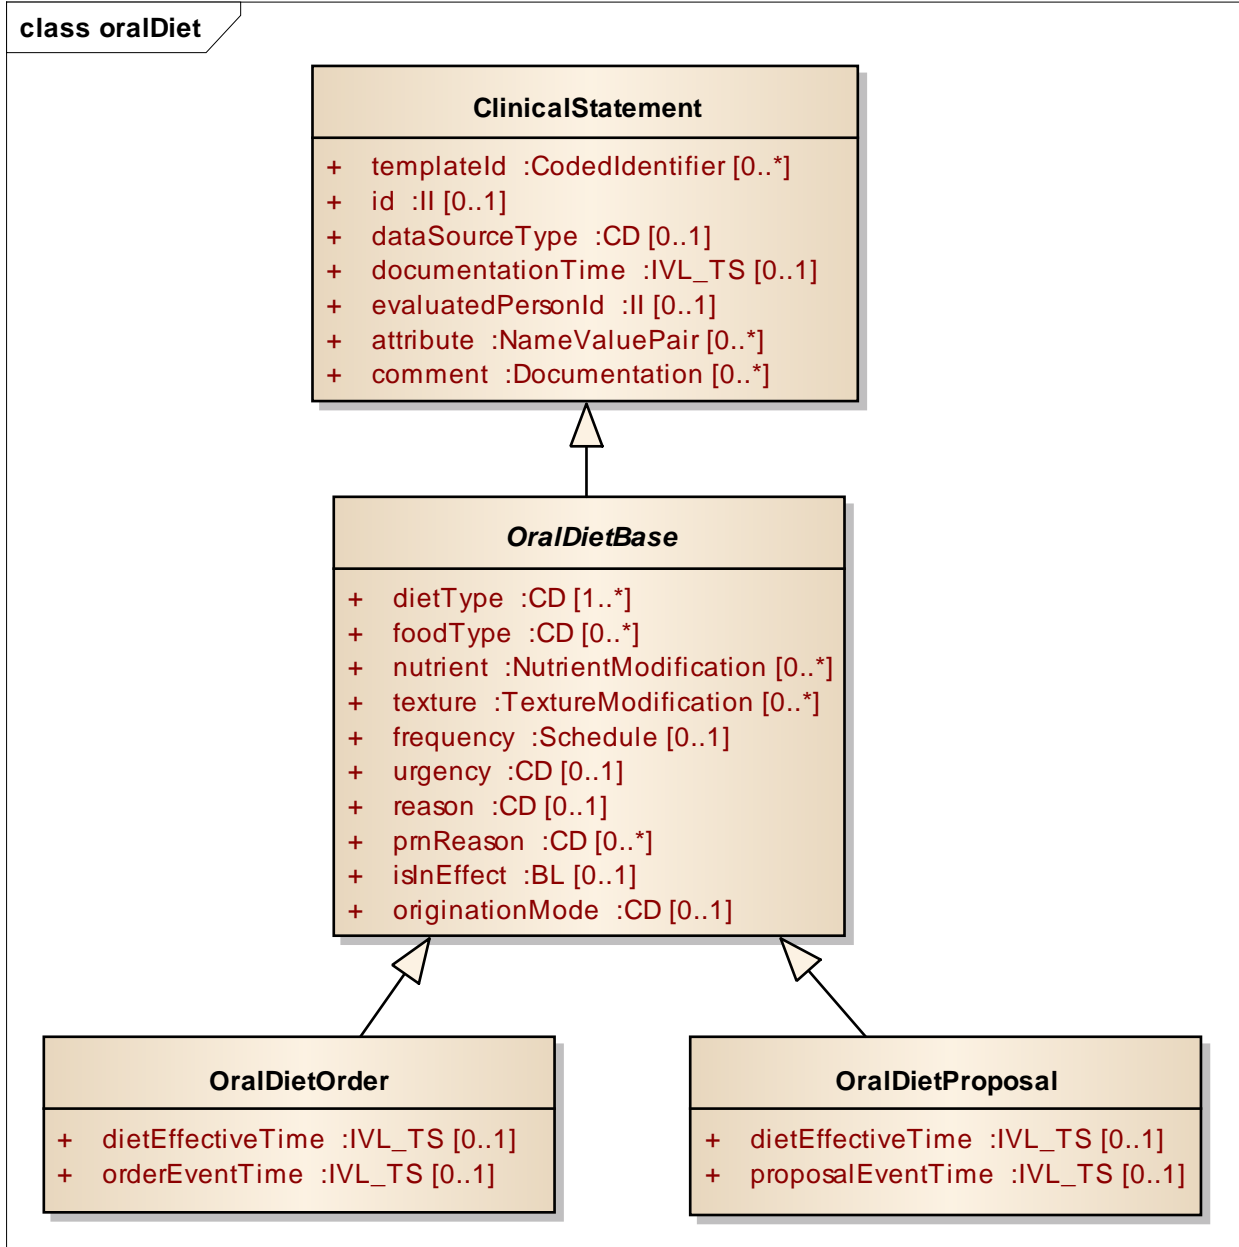 class oralDiet
ClinicalStatement
+ templateId :CodedIdentifier [0..*]
+ id :II [0..1]
+ dataSourceType :CD [0..1]
+ documentationTime :IVL_TS [0..1]
+ evaluatedPersonId :II [0..1]
+ attribute :NameValuePair [0..*]
+ comment :Documentation [0..*]
OralDietBase
+ dietType :CD [1..*]
+ foodType :CD [0..*]
+ nutrient :NutrientModification [0..*]
+ texture :TextureModification [0..*]
+ frequency :Schedule [0..1]
+ urgency :CD [0..1]
+ reason :CD [0..1]
+ prnReason :CD [0..*]
+ isInEffect :BL [0..1]
+ originationMode :CD [0..1]
OralDietOrder
+ dietEffectiveTime :IVL_TS [0..1]
+ orderEventTime :IVL_TS [0..1]
OralDietProposal
+ dietEffectiveTime :IVL_TS [0..1]
+ proposalEventTime :IVL_TS [0..1]